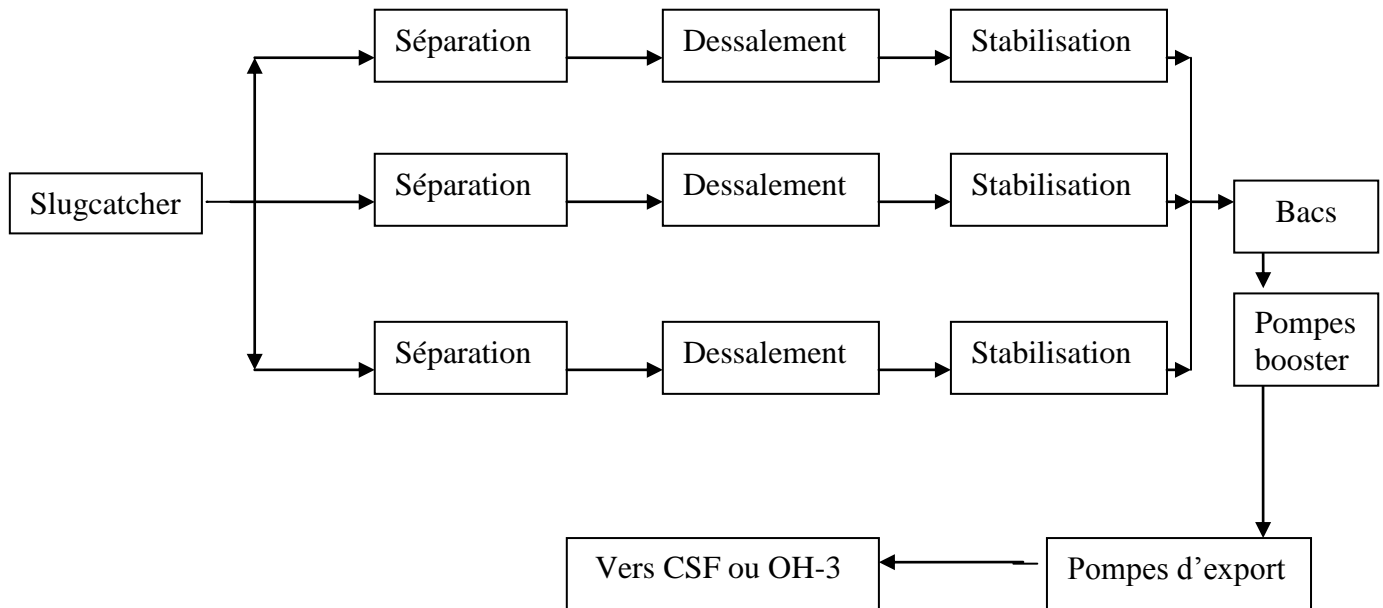 Séparation
Dessalement
Stabilisation
Slugcatcher
Séparation
Dessalement
Stabilisation
Bacs
Séparation
Dessalement
Stabilisation
Pompes
booster
Vers CSF ou OH-3
Pompes d’export